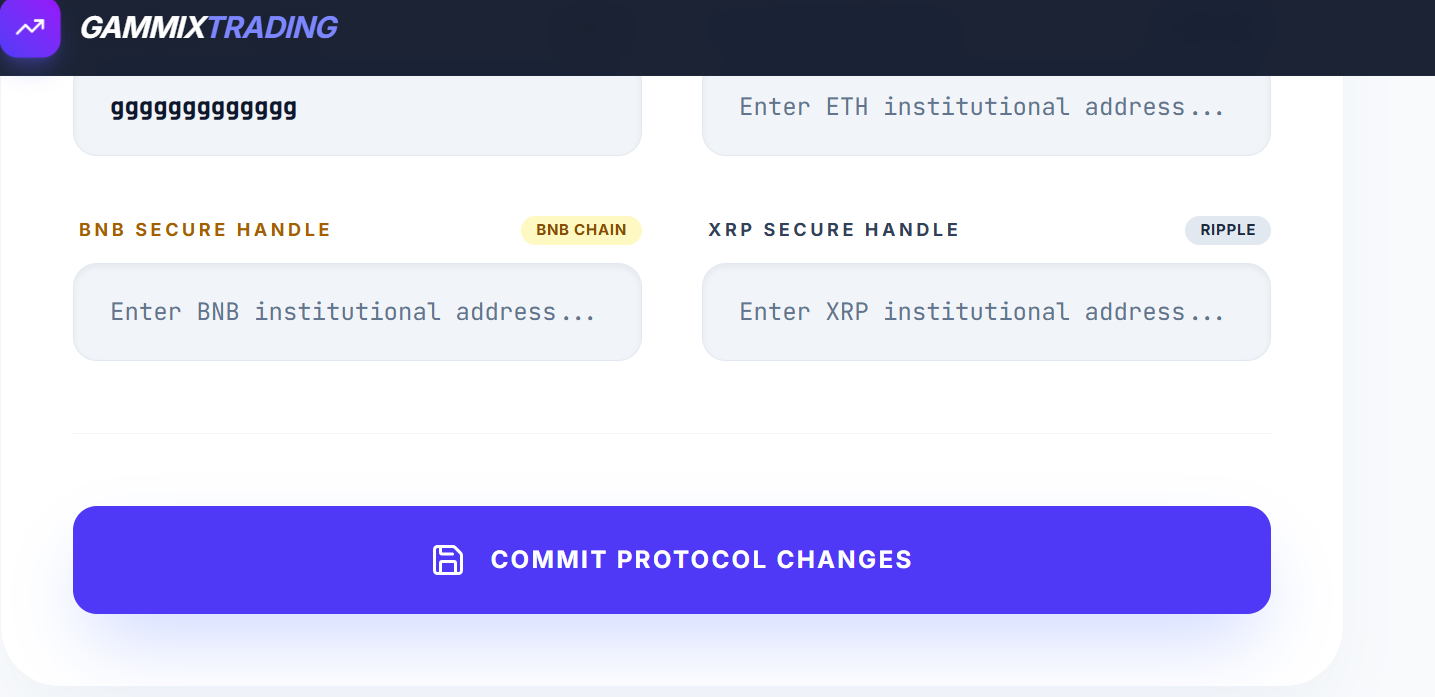 GAMMIXTRADING
ggggggggggggg
Enter ETH institutional address...
BNB SECURE HANDLE
BNB CHAIN
XRP SECURE HANDLE
RIPPLE
Enter BNB institutional address...
Enter XRP institutional address...
COMMIT PROTOCOL CHANGES